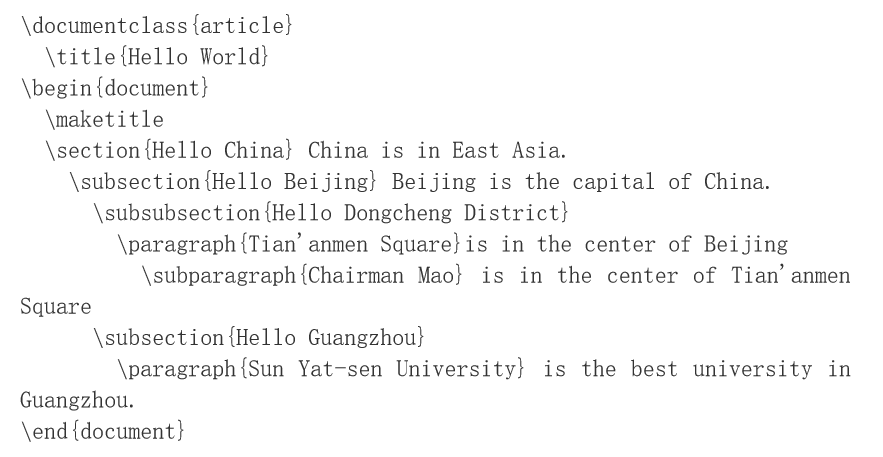 \documentclass{article}
\title{Hello World}
\begin{document}
\maketitle
\section{Hello China} China is in East Asia.
\subsection{Hello Beijing} Beijing is the capital of China.
\subsubsection{Hello Dongcheng District}
\paragraph{Tian'anmen Square}is in the center of Beijing
\subparagraph{Chairman Mao} is in the center of Tian'anmen
Square
\subsection{Hello Guangzhou}
\paragraph{Sun Yat-sen University} is the best university in
Guangzhou.
\end{document}